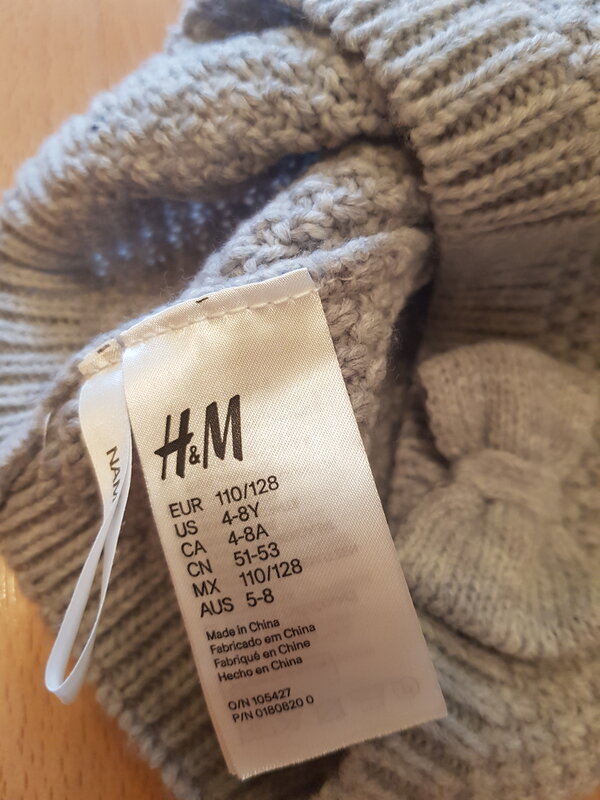 H&M
EUR 110/128
US 4-8Y
CA 4-8A
CN 51-53
MX 110/128
AUS 5-8
Made in China
Fabricado em China
Fabriqué en Chine
Hecho en China
O/N 105427
P/N 0180820 0